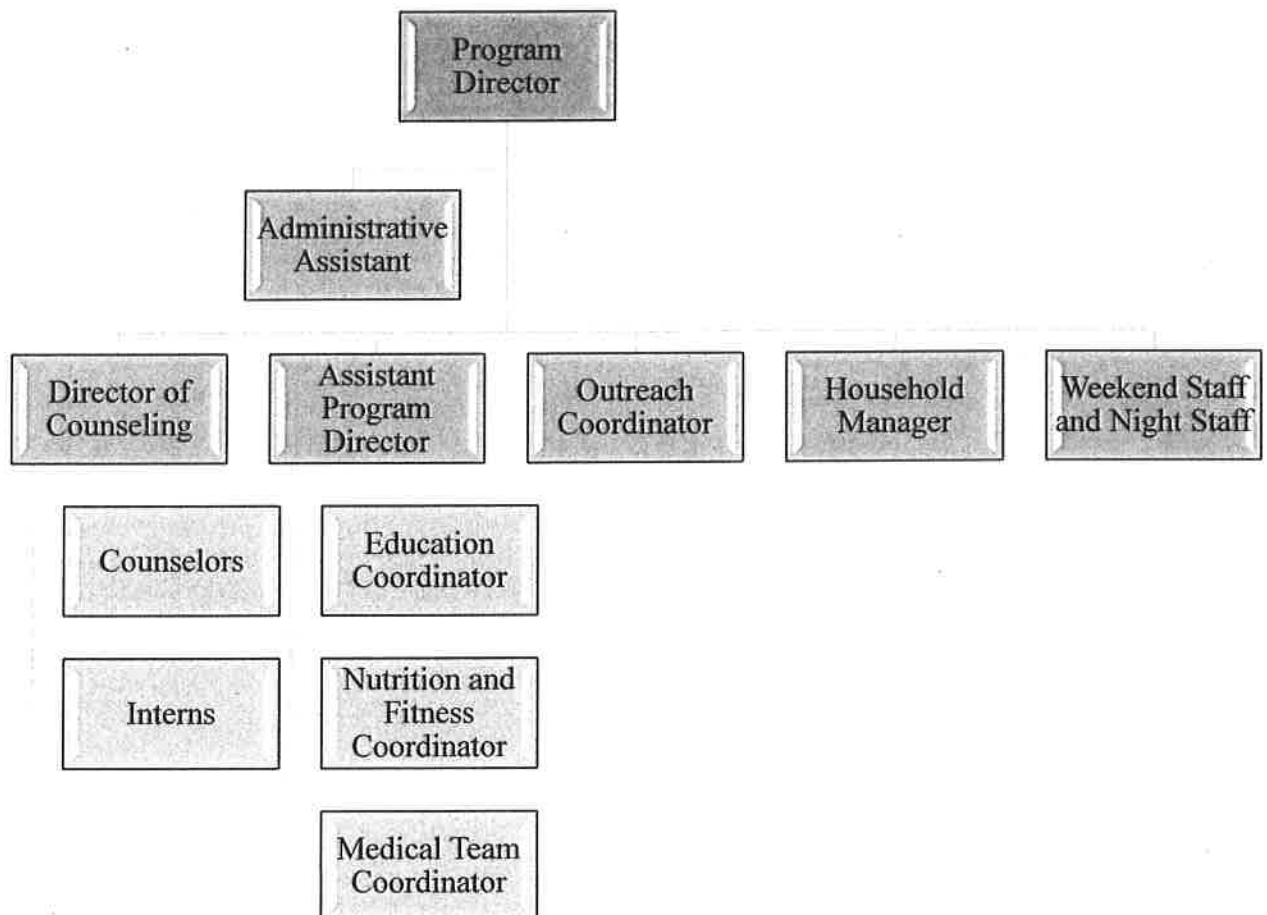 Program
Director
Administrative
Assistant
Director of
Counseling
Assistant
Program
Director
Outreach
Coordinator
Household
Manager
Weekend Staff
and Night Staff
Counselors
Education
Coordinator
Interns
Nutrition and
Fitness
Coordinator
Medical Team
Coordinator